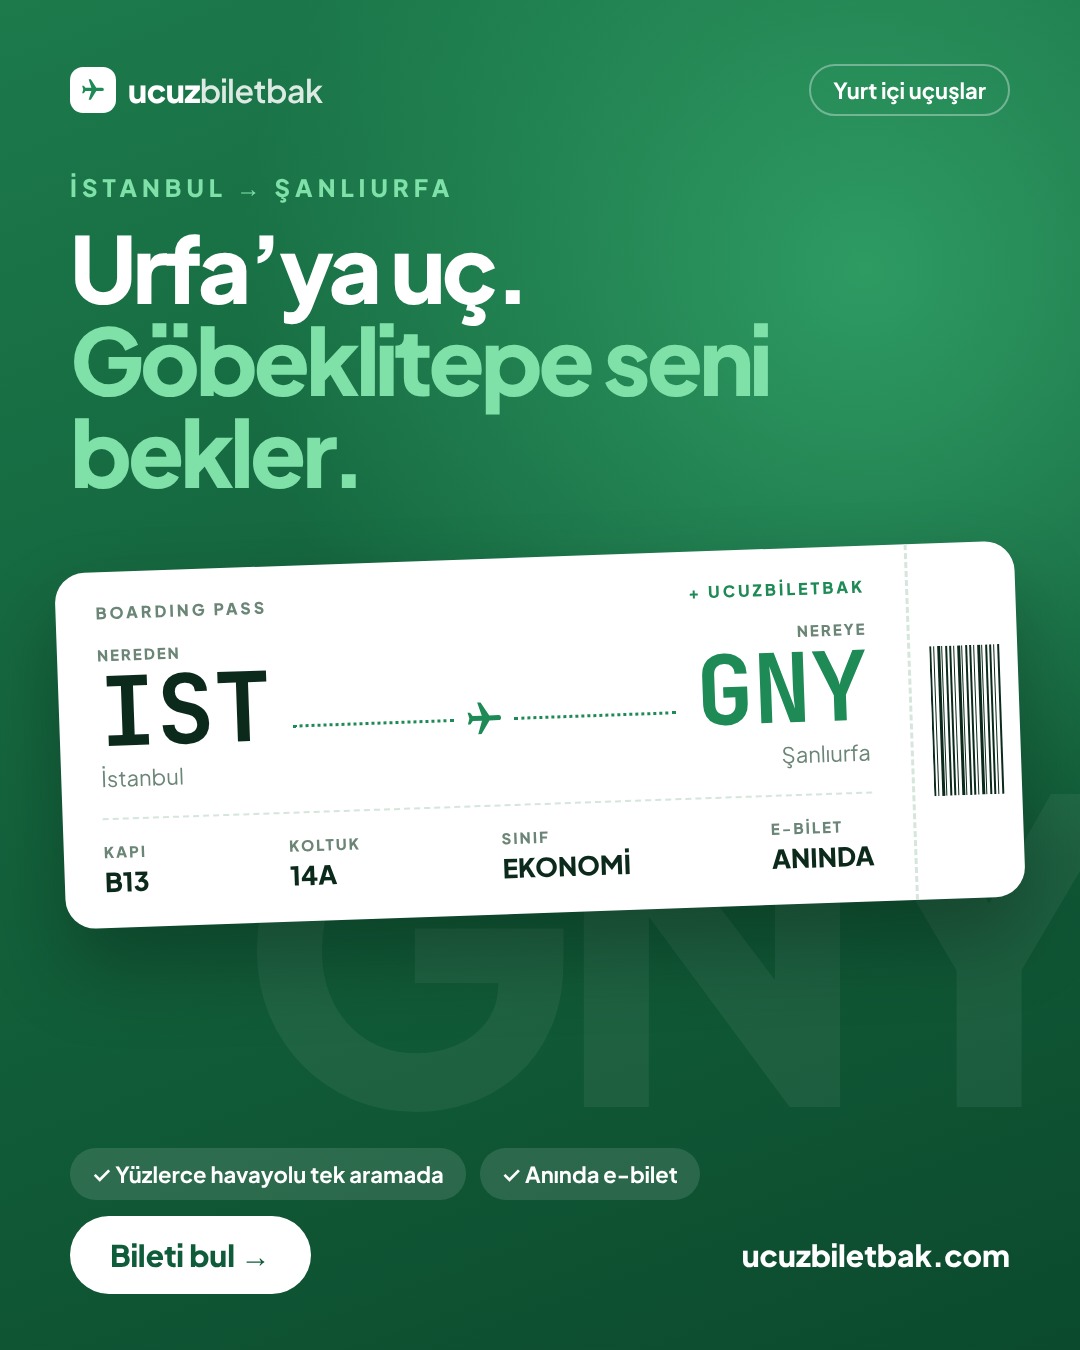 ucuzbiletbak
Yurt içi uçuşlar
İSTANBUL → ŞANLIURFA
Urfa’ya uç.
Göbeklitepe seni
bekler.
BOARDING PASS
+ UCUZBİLETBAK
NEREDEN
NEREYE
IST
GNY
İstanbul
Şanlıurfa
KAPI
KOLTUK
SINIF
E-BİLET
B13
14A
EKONOMİ
ANINDA
GNY
✓ Yüzlerce havayolu tek aramada
✓ Anında e-bilet
Bileti bul →
ucuzbiletbak.com